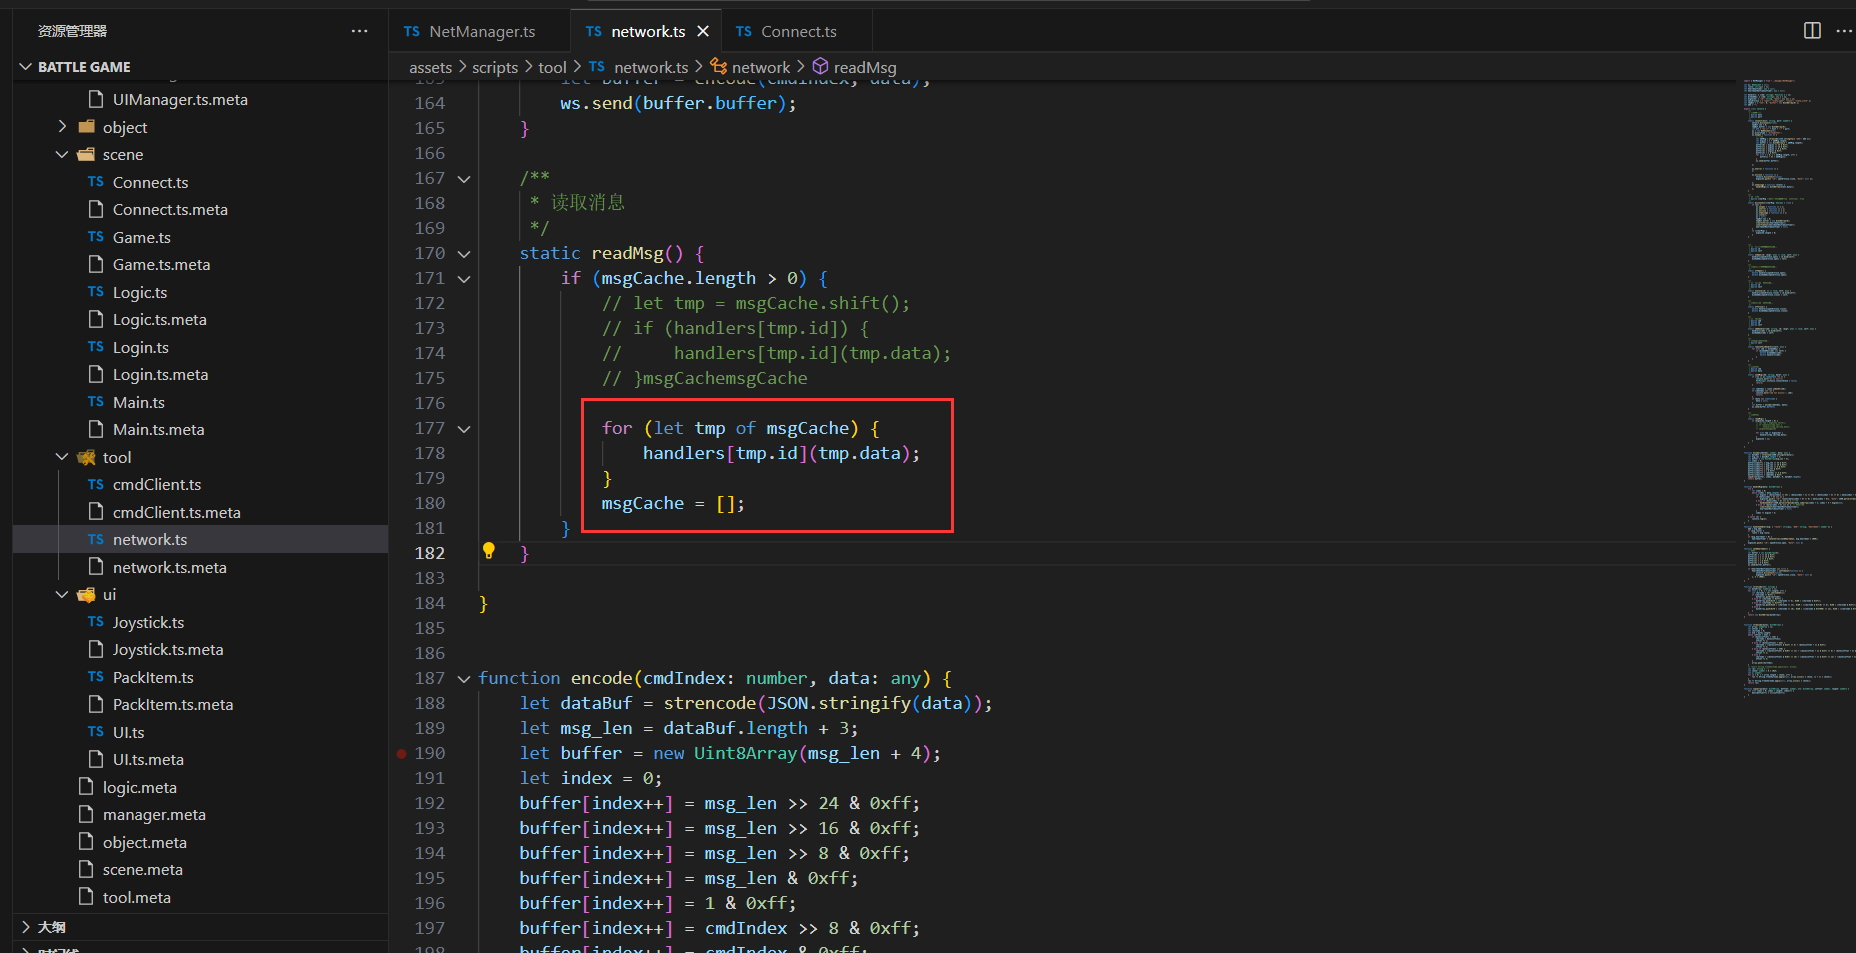 资源管理器
BATTLE GAME
UIManager.ts.meta
object
scene
TS Connect.ts
Connect.ts.meta
TS Game.ts
Game.ts.meta
TS Logic.ts
Logic.ts.meta
TS Login.ts
Login.ts.meta
TS Main.ts
Main.ts.meta
tool
TS cmdClient.ts
cmdClient.ts.meta
TS network.ts
network.ts.meta
ui
TS Joystick.ts
Joystick.ts.meta
TS PackItem.ts
PackItem.ts.meta
TS UI.ts
UI.ts.meta
logic.meta
manager.meta
object.meta
scene.meta
tool.meta
大纲
TS NetManager.ts TS network.ts TS Connect.ts
assets > scripts > tool > TS network.ts > network > readMsg
164 ws.send(buffer.buffer);
165 }
166
167 /**
168 * 读取消息
169 */
170 static readMsg() {
171 if (msgCache.length > 0) {
172 // let tmp = msgCache.shift();
173 // if (handlers[tmp.id]) {
174 //     handlers[tmp.id](tmp.data);
175 // }msgCachemsgCache
176
177 for (let tmp of msgCache) {
178 handlers[tmp.id](tmp.data);
179 }
180 msgCache = [];
181 }
182 }
183
184 }
185
186
187 function encode(cmdIndex: number, data: any) {
188 let dataBuf = strencode(JSON.stringify(data));
189 let msg_len = dataBuf.length + 3;
190 let buffer = new Uint8Array(msg_len + 4);
191 let index = 0;
192 buffer[index++] = msg_len >> 24 & 0xff;
193 buffer[index++] = msg_len >> 16 & 0xff;
194 buffer[index++] = msg_len >> 8 & 0xff;
195 buffer[index++] = msg_len & 0xff;
196 buffer[index++] = 1 & 0xff;
197 buffer[index++] = cmdIndex >> 8 & 0xff;
198 buffer[index++] = cmdIndex & 0xff;